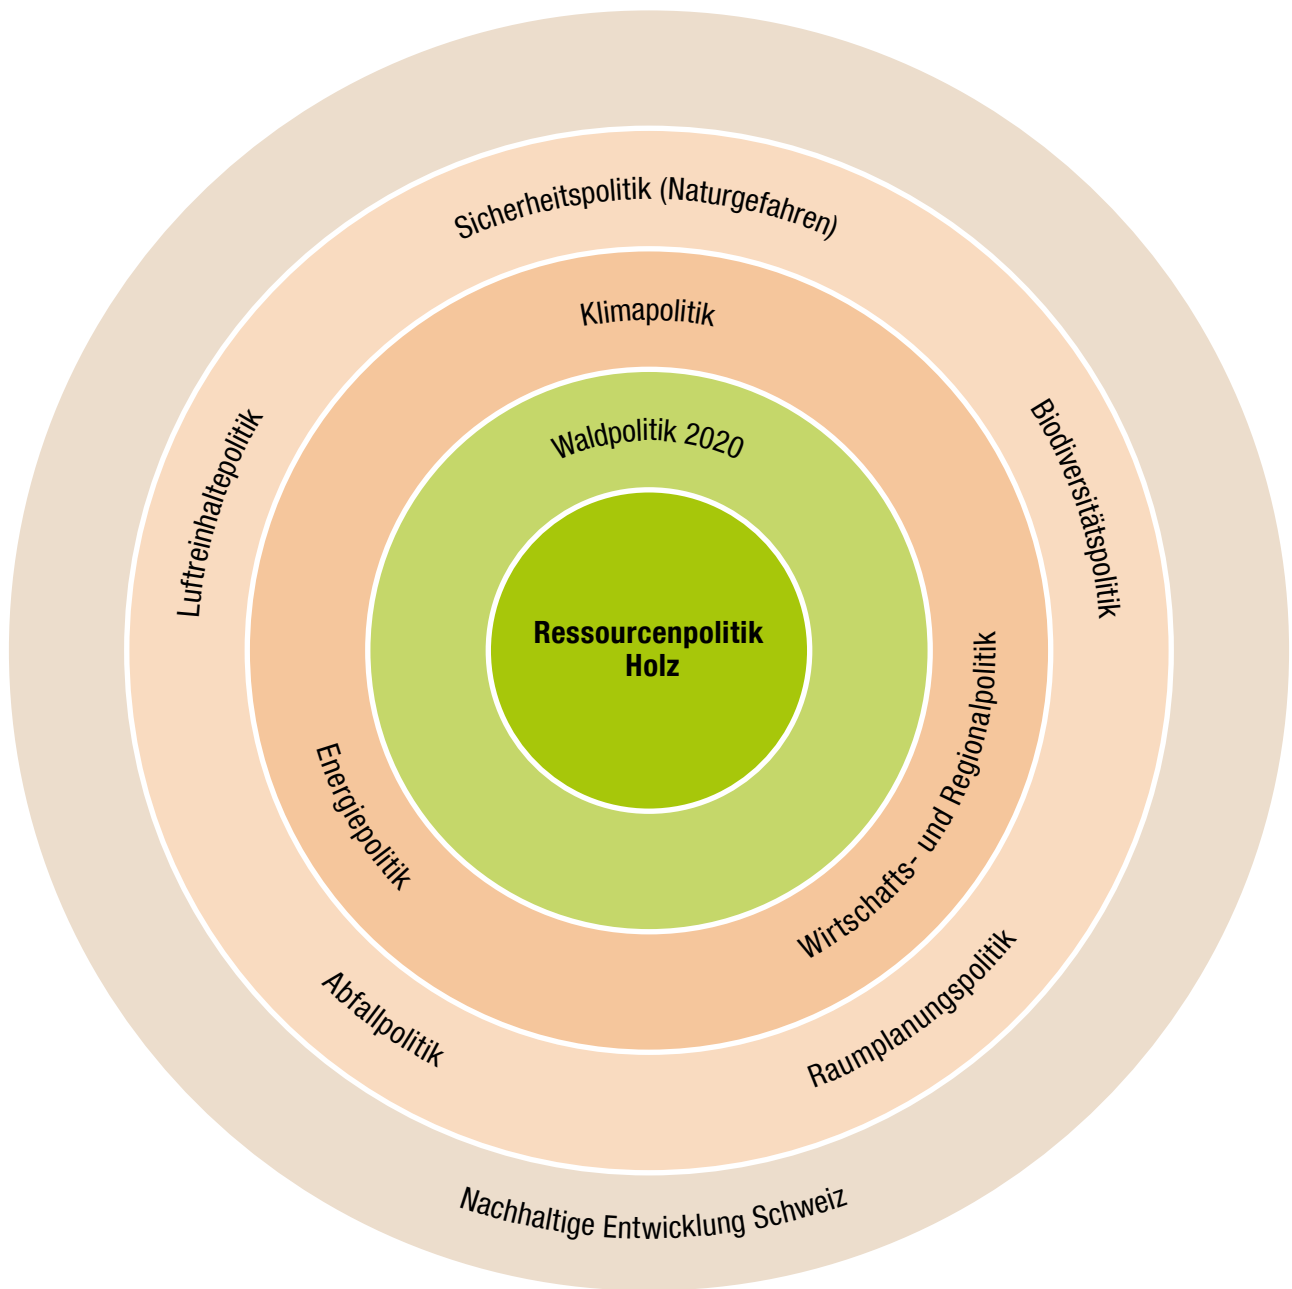 Sicherheitspolitik (Naturgefahren)
Klimapolitik
Waldpolitik 2020
Luftreinhaltepolitik
Biodiversitätspolitik
Ressourcenpolitik
Holz
Energiepolitik
Wirtschafts- und Regionalpolitik
Abfallpolitik
Raumplanungspolitik
Nachhaltige Entwicklung Schweiz